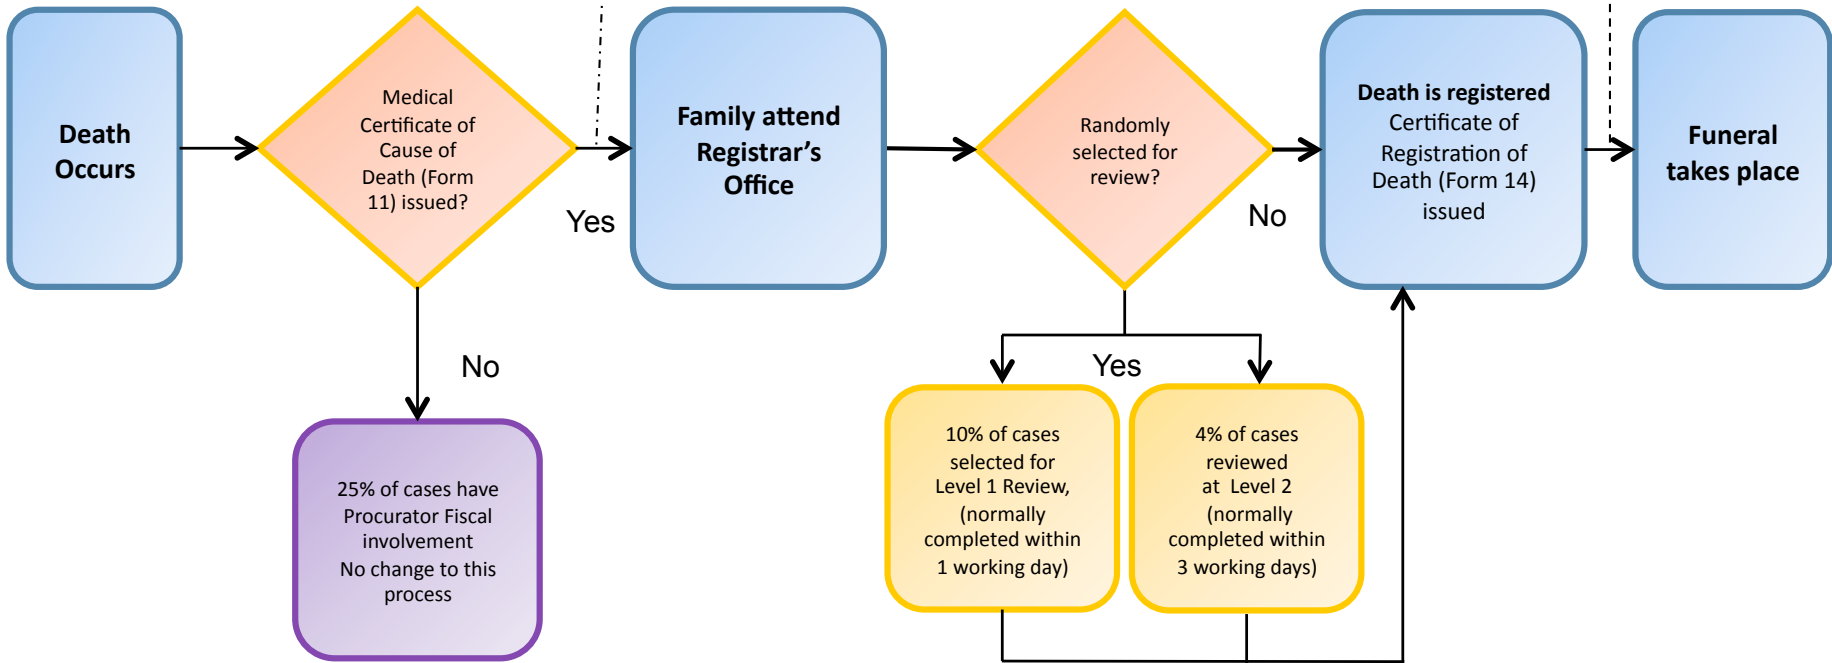 Death
Occurs
Medical
Certificate of
Cause of
Death (Form
11) issued?
Yes
No
25% of cases have
Procurator Fiscal
involvement
No change to this
process
Family attend
Registrar’s
Office
Randomly
selected for
review?
No
Yes
10% of cases
selected for
Level 1 Review,
(normally
completed within
1 working day)
4% of cases
reviewed
at Level 2
(normally
completed within
3 working days)
Death is registered
Certificate of
Registration of
Death (Form 14)
issued
Funeral
takes place